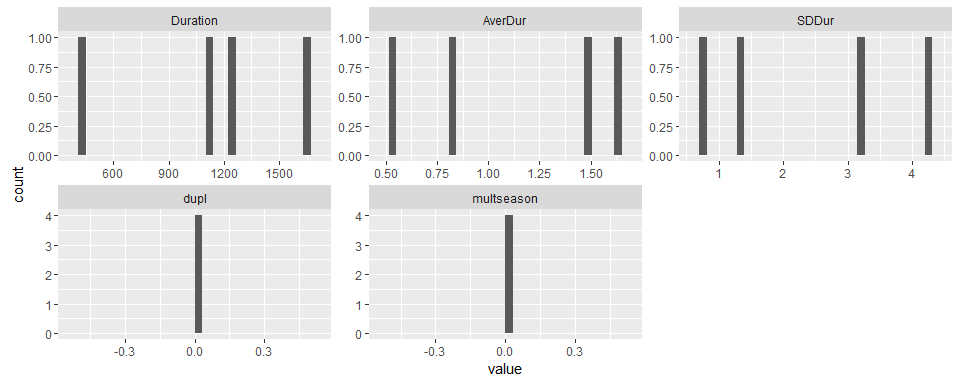 Duration AverDur SDDur
1.00 1.00 1.00
0.75 0.75 0.75
0.50 0.50 0.50
0.25 0.25 0.25
0.00 0.00 0.00
600 900 1200 1500 0.50 0.75 1.00 1.25 1.50 1 2 3 4
count
dupl multseason
4 4
3 3
2 2
1 1
0 0
-0.3 0.0 0.3 -0.3 0.0 0.3
value